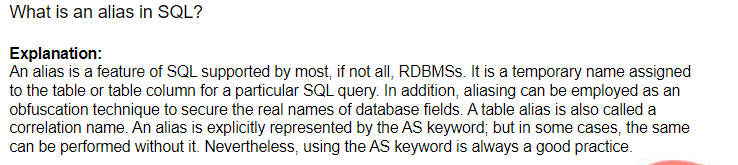 What is an alias in SQL?
Explanation:
An alias is a feature of SQL supported by most, if not all, RDBMSs. It is a temporary name assigned
to the table or table column for a particular SQL query. In addition, aliasing can be employed as an
obfuscation technique to secure the real names of database fields. A table alias is also called a
correlation name. An alias is explicitly represented by the AS keyword; but in some cases, the same
can be performed without it. Nevertheless, using the AS keyword is always a good practice.